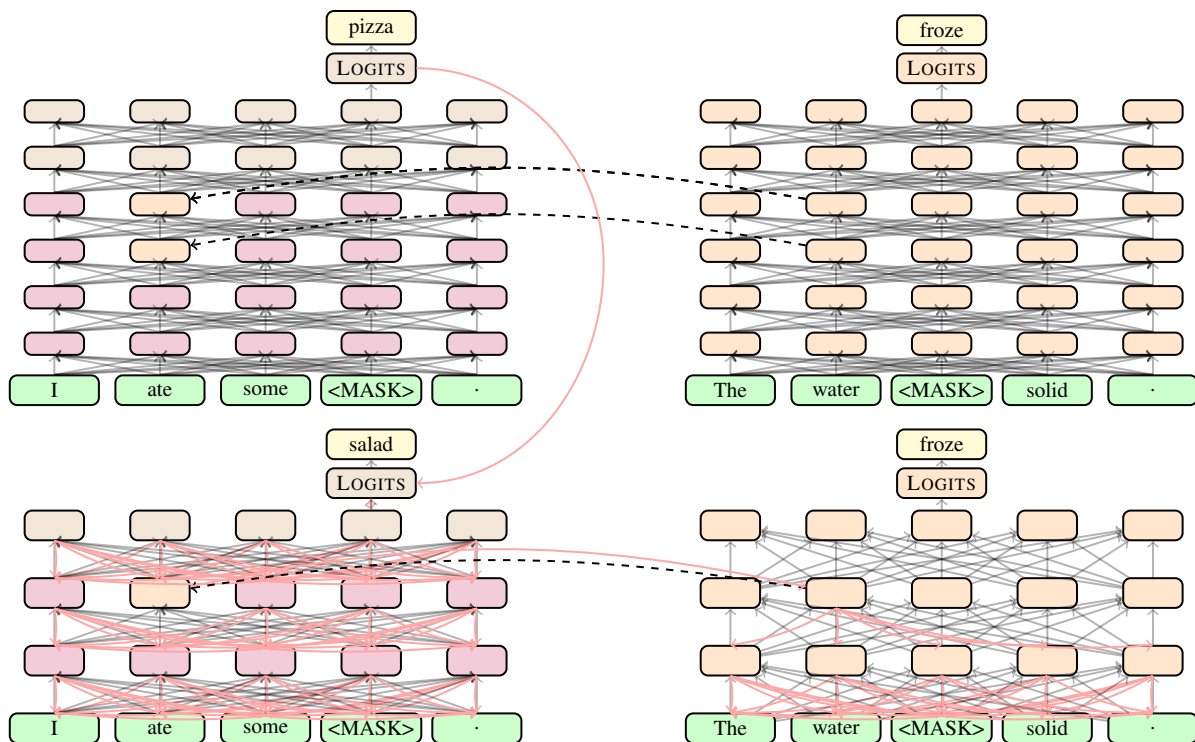 pizza
LOGITS
I ate some <MASK> .
froze
LOGITS
The water <MASK> solid .
salad
LOGITS
I ate some <MASK> .
froze
LOGITS
The water <MASK> solid .